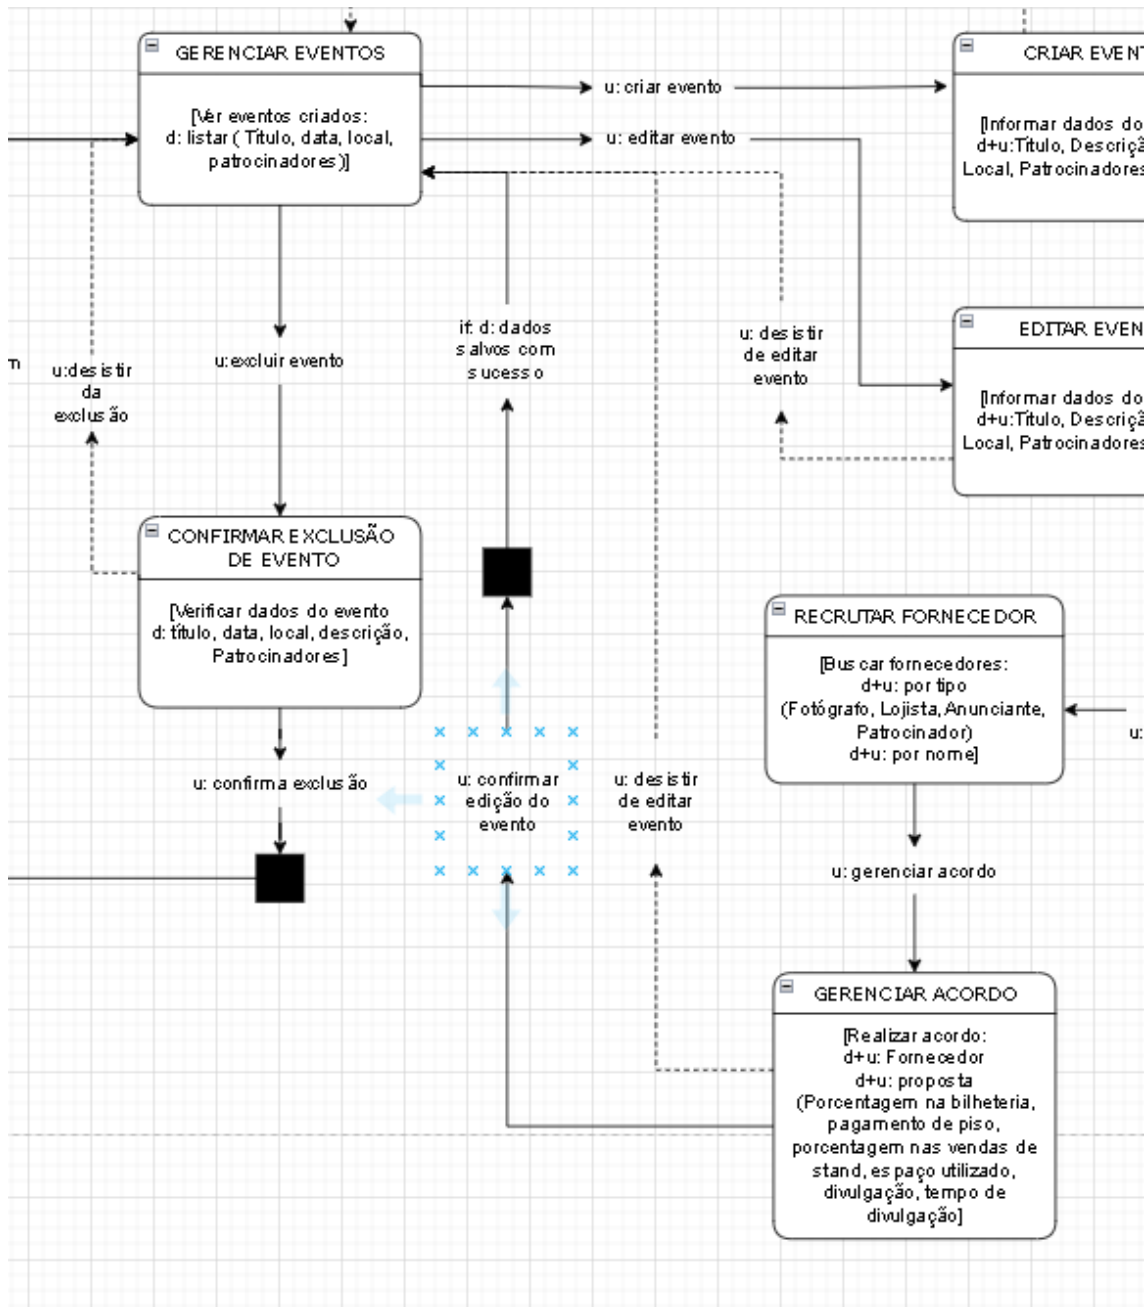 GERENCIAR EVENTOS
[Ver eventos criados:
d: listar ( Título, data, local,
patrocinadores)]
u: criar evento
u: editar evento
CRIAR EVENT
[Informar dados do
d+u:Título, Descriçã
Local, Patrocinadores
u:desistir
da
exclusão
m
u:excluir evento
if: d: dados
salvos com
sucesso
u: desistir
de editar
evento
EDITAR EVEN
[Informar dados do
d+u:Título, Descriçã
Local, Patrocinadores
CONFIRMAR EXCLUSÃO
DE EVENTO
[Verificar dados do evento
d: título, data, local, descrição,
Patrocinadores]
u: confirma exclusão
u: confirmar
edição do
evento
u: desistir
de editar
evento
RECRUTAR FORNECEDOR
[Buscar fornecedores:
d+u: por tipo
(Fotógrafo, Lojista, Anunciante,
Patrocinador)
d+u: por nome]
u:
u: gerenciar acordo
GERENCIAR ACORDO
[Realizar acordo:
d+u: Fornecedor
d+u: proposta
(Porcentagem na bilheteria,
pagamento de piso,
porcentagem nas vendas de
stand, espaço utilizado,
divulgação, tempo de
divulgação]